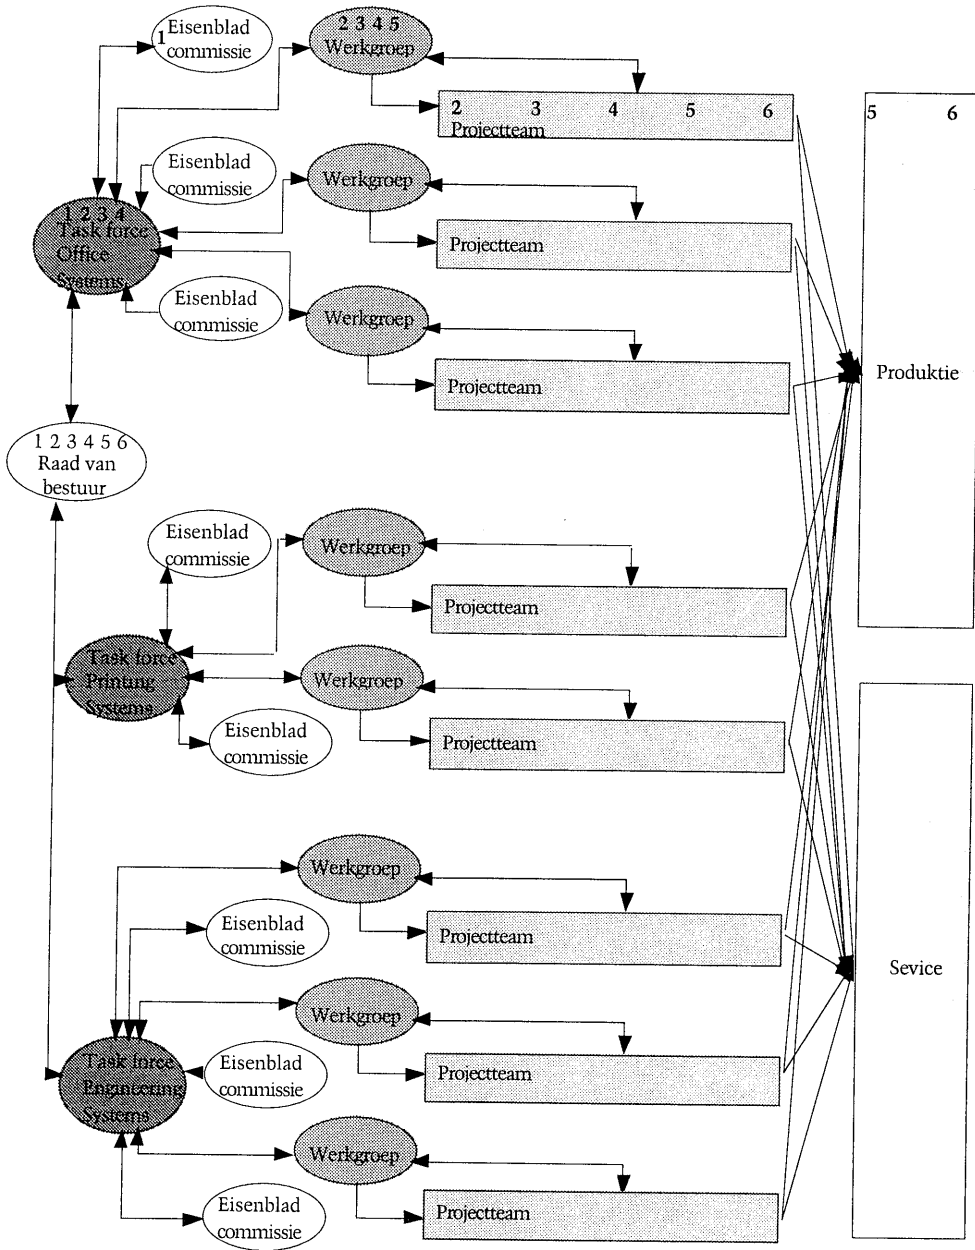 1 Eisenblad
commissie
2 3 4 5
Werkgroep
2 3 4 5 6
Projectteam
5 6
Eisenblad
commissie
Werkgroep
Projectteam
1 2 3 4
Task force
Office
Systems
Eisenblad
commissie
Werkgroep
Projectteam
Produktie
1 2 3 4 5 6
Raad van
bestuur
Eisenblad
commissie
Werkgroep
Projectteam
Task force
Printing
Systems
Werkgroep
Eisenblad
commissie
Projectteam
Werkgroep
Eisenblad
commissie
Projectteam
Sevice
Werkgroep
Task force
Engineering
Systems
Eisenblad
commissie
Projectteam
Werkgroep
Eisenblad
commissie
Projectteam